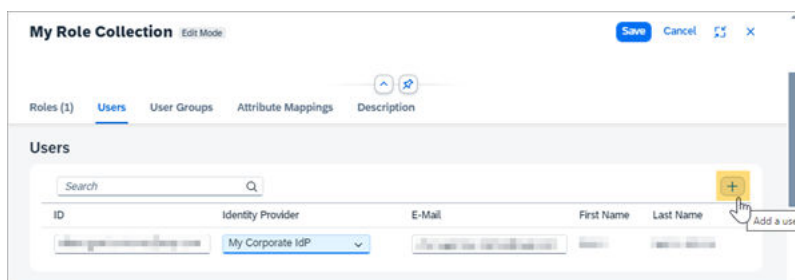 My Role Collection Edit Mode Save Cancel
Roles (1) Users User Groups Attribute Mappings Description
Users
Search
ID Identity Provider E-Mail First Name Last Name
Add a use
My Corporate IdP